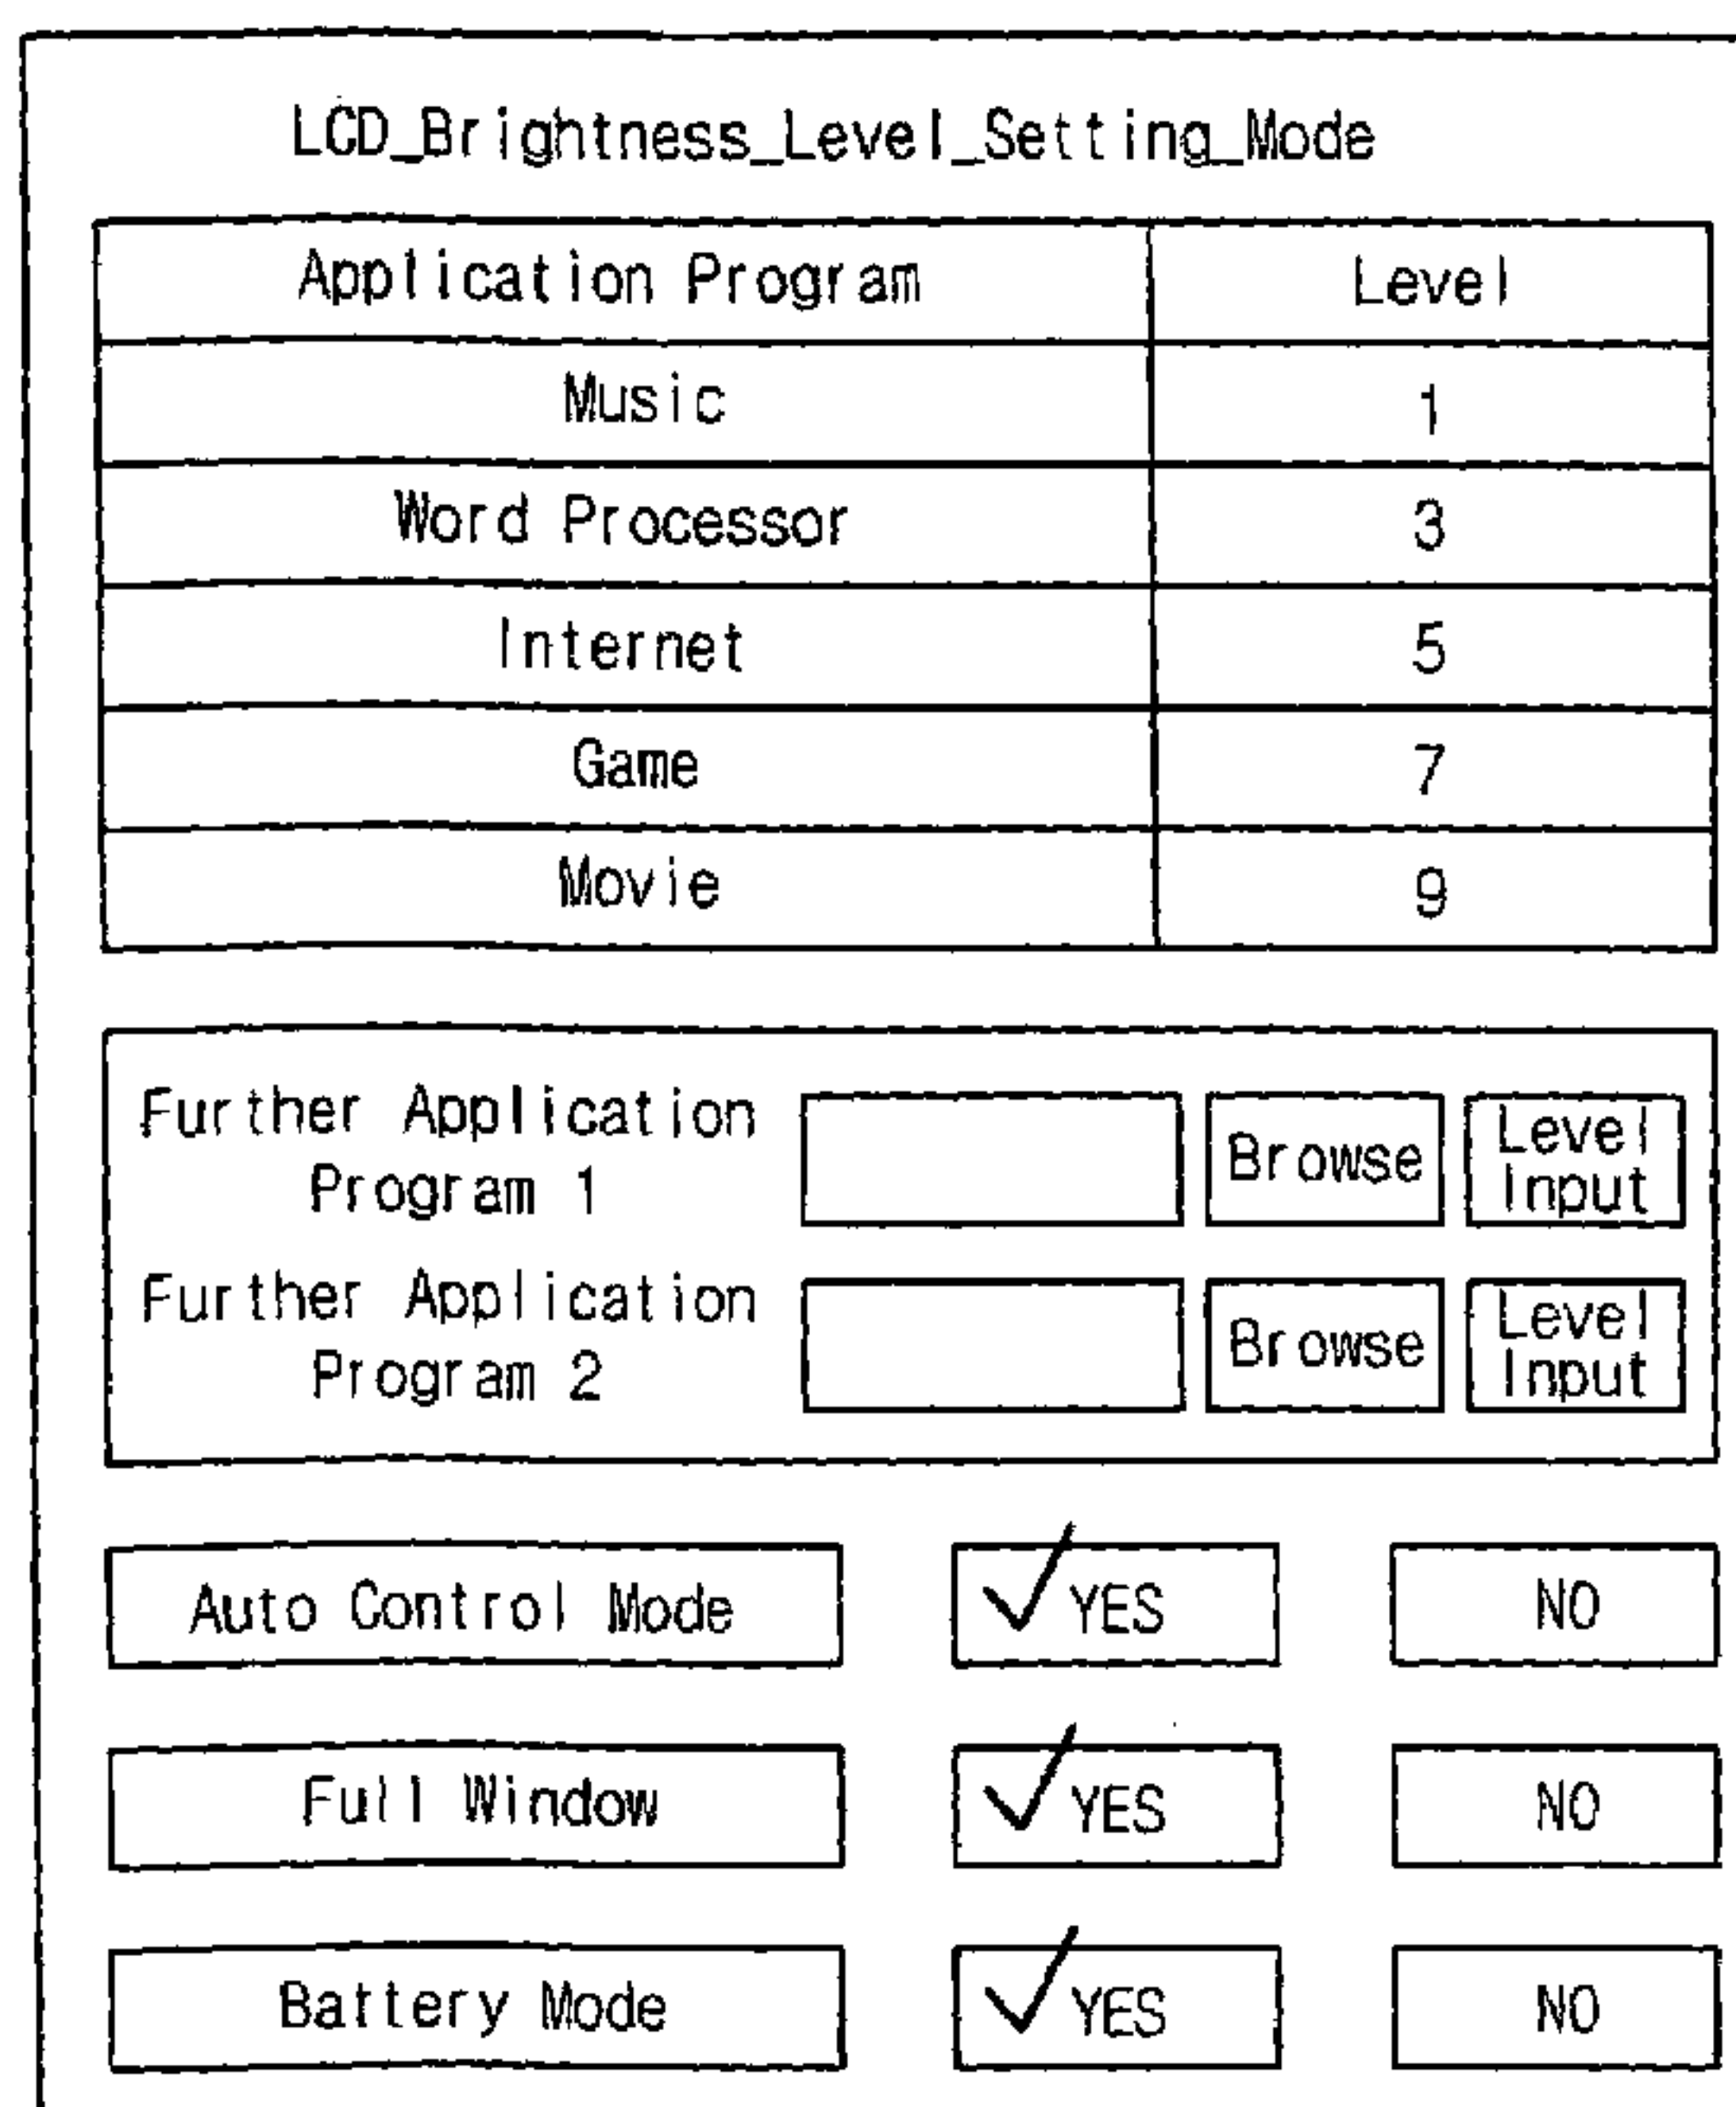 LCD_Brightness_Level_Setting_Mode
Application Program Level
Music 1
Word Processor 3
Internet 5
Game 7
Movie 9
Further Application
Program 1
Browse
Level
Input
Further Application
Program 2
Browse
Level
Input
Auto Control Mode YES NO
Full Window YES NO
Battery Mode YES NO